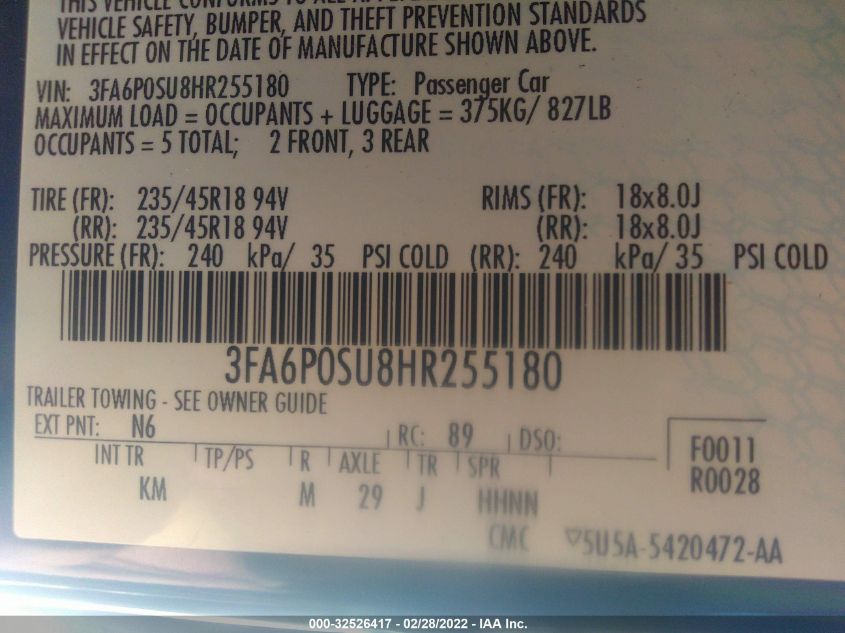 THIS VEHICLE CONFORMS TO ALL
VEHICLE SAFETY, BUMPER, AND THEFT PREVENTION STANDARDS
IN EFFECT ON THE DATE OF MANUFACTURE SHOWN ABOVE.
VIN: 3FA6P0SU8HR255180 TYPE: Passenger Car
MAXIMUM LOAD = OCCUPANTS + LUGGAGE = 375KG/ 827LB
OCCUPANTS = 5 TOTAL; 2 FRONT, 3 REAR
TIRE (FR): 235/45R18 94V RIMS (FR): 18x8.0J
(RR): 235/45R18 94V (RR): 18x8.0J
PRESSURE (FR): 240 kPa/ 35 PSI COLD (RR): 240 kPa/ 35 PSI COLD
3FA6P0SU8HR255180
TRAILER TOWING - SEE OWNER GUIDE
EXT PNT: N6 RC: 89 DSO:
F0011
INT TR TP/PS R AXLE TR SPR
R0028
KM M 29 J HHNN
CMC 5U5A-5420472-AA
000-32526417 - 02/28/2022 - IAA Inc.